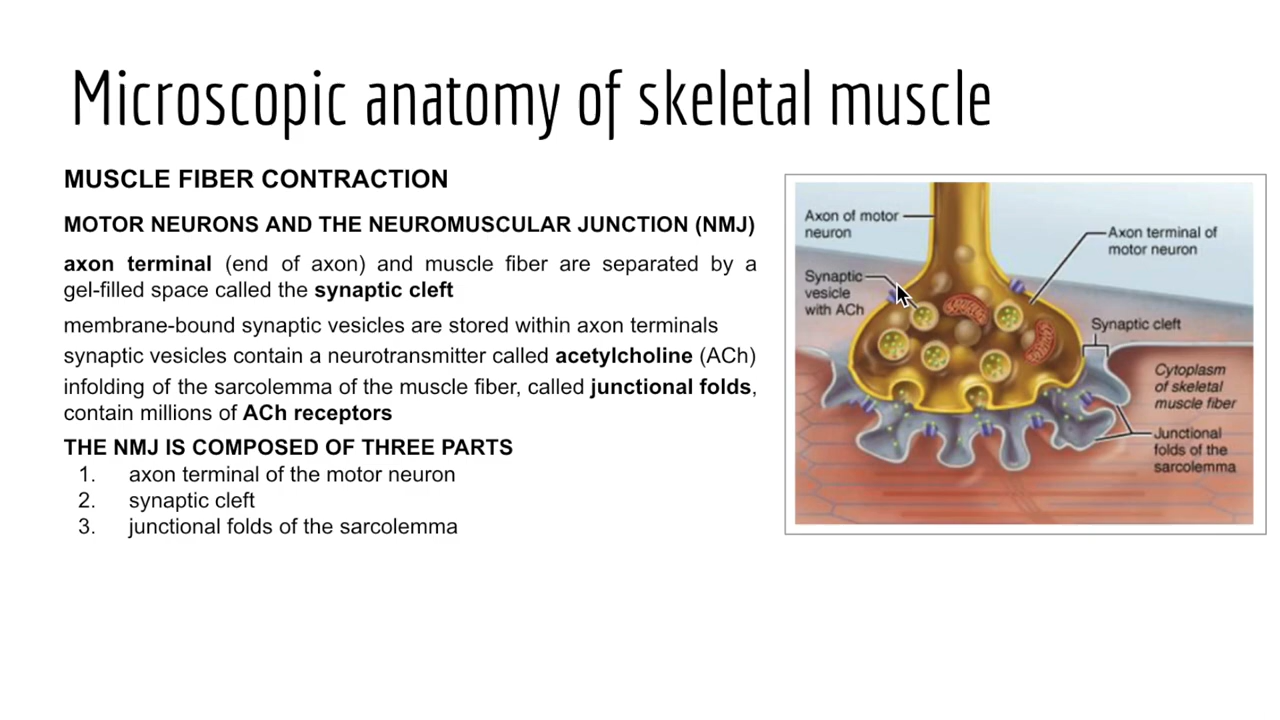 Microscopic anatomy of skeletal muscle
MUSCLE FIBER CONTRACTION
MOTOR NEURONS AND THE NEUROMUSCULAR JUNCTION (NMJ)
axon terminal (end of axon) and muscle fiber are separated by a
gel-filled space called the synaptic cleft
membrane-bound synaptic vesicles are stored within axon terminals
synaptic vesicles contain a neurotransmitter called acetylcholine (ACh)
infolding of the sarcolemma of the muscle fiber, called junctional folds,
contain millions of ACh receptors
THE NMJ IS COMPOSED OF THREE PARTS
1. axon terminal of the motor neuron
2. synaptic cleft
3. junctional folds of the sarcolemma
Axon of motor
neuron
Axon terminal of
motor neuron
Synaptic
vesicle
with ACh
Synaptic cleft
Cytoplasm
of skeletal
muscle fiber
Junctional
folds of the
sarcolemma